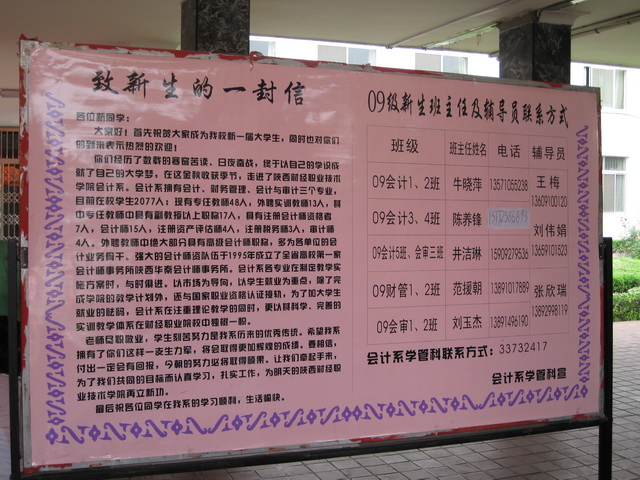 致新生的一封信
各位新同学：
大家好！首先祝贺大家成为我校新一届大学生，同时也对你们
的到来表示热烈的欢迎！
你们经历了数载的寒窗苦读、日夜奋战，终于以自己的学识成
就了自己的大学梦，在这金秋收获季节，走进了陕西财经职业技术
学院会计系。会计系拥有会计、财务管理、会计与审计三个专业，
目前在校学生2077人；现有专任教师48人，外聘实训教师13人，其
中专任教师中具有副教授以上职称17人，具有注册会计师资格者
7人，会计师15人，注册资产评估师4人，注册税务师3人，审计师
4人。外聘教师中绝大部分具有高级会计师职称，多为各单位的会
计业务骨干。强大的会计师资队伍于1995年成立了全省高校第一家
会计师事务所陕西华秦会计师事务所。会计系各专业在制定教学实
施方案时，与时俱进，以市场为导向，以学生就业为重点，除了完
成学院的教学计划外，还与国家职业资格认证接轨，为了加大学生
就业的砝码，会计系在注重理论教学的同时，更以其科学、完善的
实训教学体系在财经职业院校中独树一帜。
老师尽职敬业，学生刻苦努力是我系历来的优秀传统。希望我系
拥有了你们这样一支生力军，将会取得更加辉煌的成绩。要相信，
付出一定会有回报，今朝的努力必将取得硕果，让我们牵起手来，
为了我们共同的目标而认真学习，扎实工作，为明天的陕西财经职
业技术学院再立新功。
最后祝各位同学在我系的学习顺利，生活愉快。
09级新生班主任及辅导员联系方式
班级 班主任姓名 电话 辅导员
09会计1、2班 牛晓萍 13571055238 王梅
13609100120
09会计3、4班 陈养锋
刘伟娟
09会计5班、会审三班 井洁琳 15909279536 13659101523
09财管1、2班 范援朝 13891017889 张欣瑞
13892998119
09会审1、2班 刘玉杰 13891496190
会计系学管科联系方式：33732417
会计系学管科宣